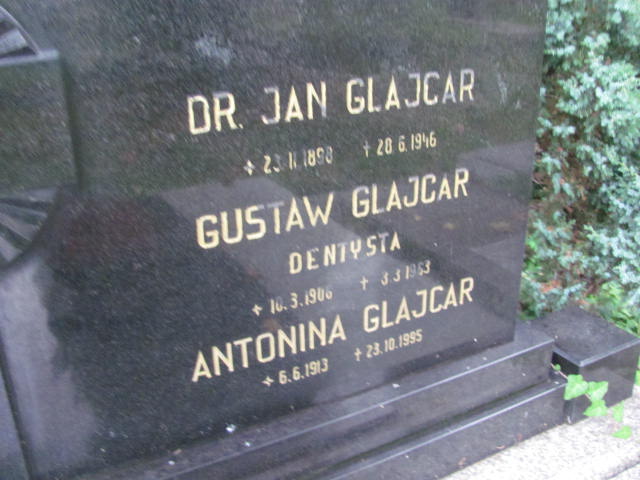 DR. JAN GLAJCAR
✦ 23.11.1898 ✝ 28.6.1946
GUSTAW GLAJCAR
DENTYSTA
✦ 10.3.1906 ✝ 3.3.1963
ANTONINA GLAJCAR
✦ 6.6.1913 ✝ 23.10.1995